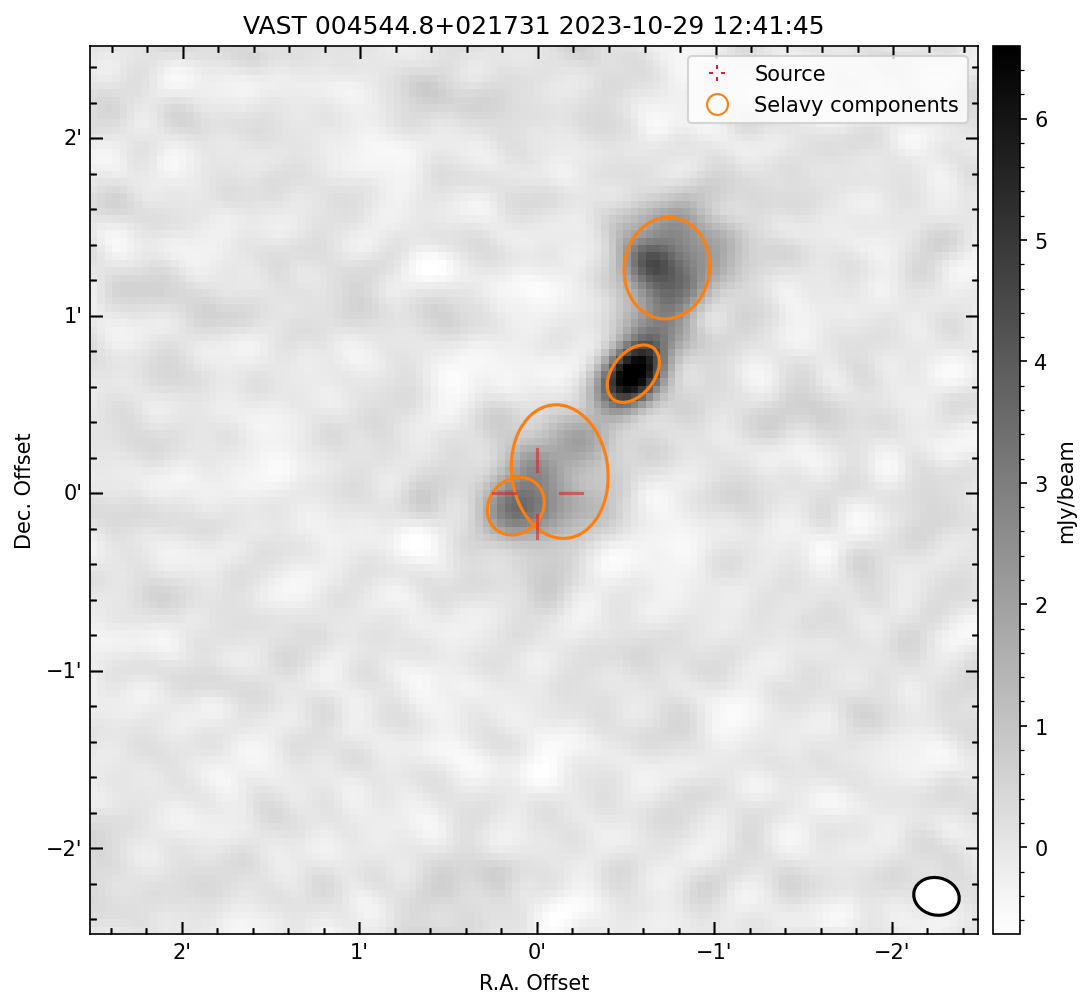 VAST 004544.8+021731 2023-10-29 12:41:45
Source
Selavy components
2'
1'
0'
−1'
−2'
Dec. Offset
2'
1'
0'
−1'
−2'
R.A. Offset
6
5
4
3
2
1
0
mJy/beam